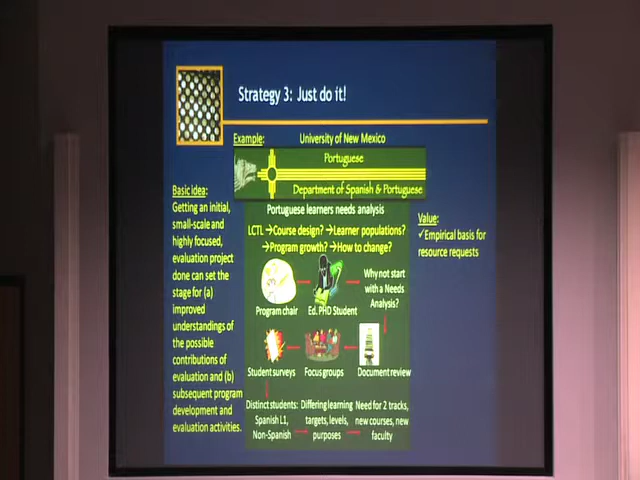 Strategy 3: Just do it!
Example: University of New Mexico
Portuguese
Department of Spanish & Portuguese
Basic idea:
Getting an initial,
small-scale and
highly focused,
evaluation project
done can set the
stage for (a)
improved
understandings of
the possible
contributions of
evaluation and (b)
subsequent program
development and
evaluation activities.
Portuguese learners needs analysis
LCTL →Course design? →Learner populations?
→Program growth? →How to change?
Program chair
Ed. PHD Student
Why not start
with a Needs
Analysis?
Student surveys
Focus groups
Document review
Distinct students:
Spanish L1,
Non-Spanish
Differing learning
targets, levels,
purposes
Need for 2 tracks,
new courses, new
faculty
Value:
✓Empirical basis for
resource requests